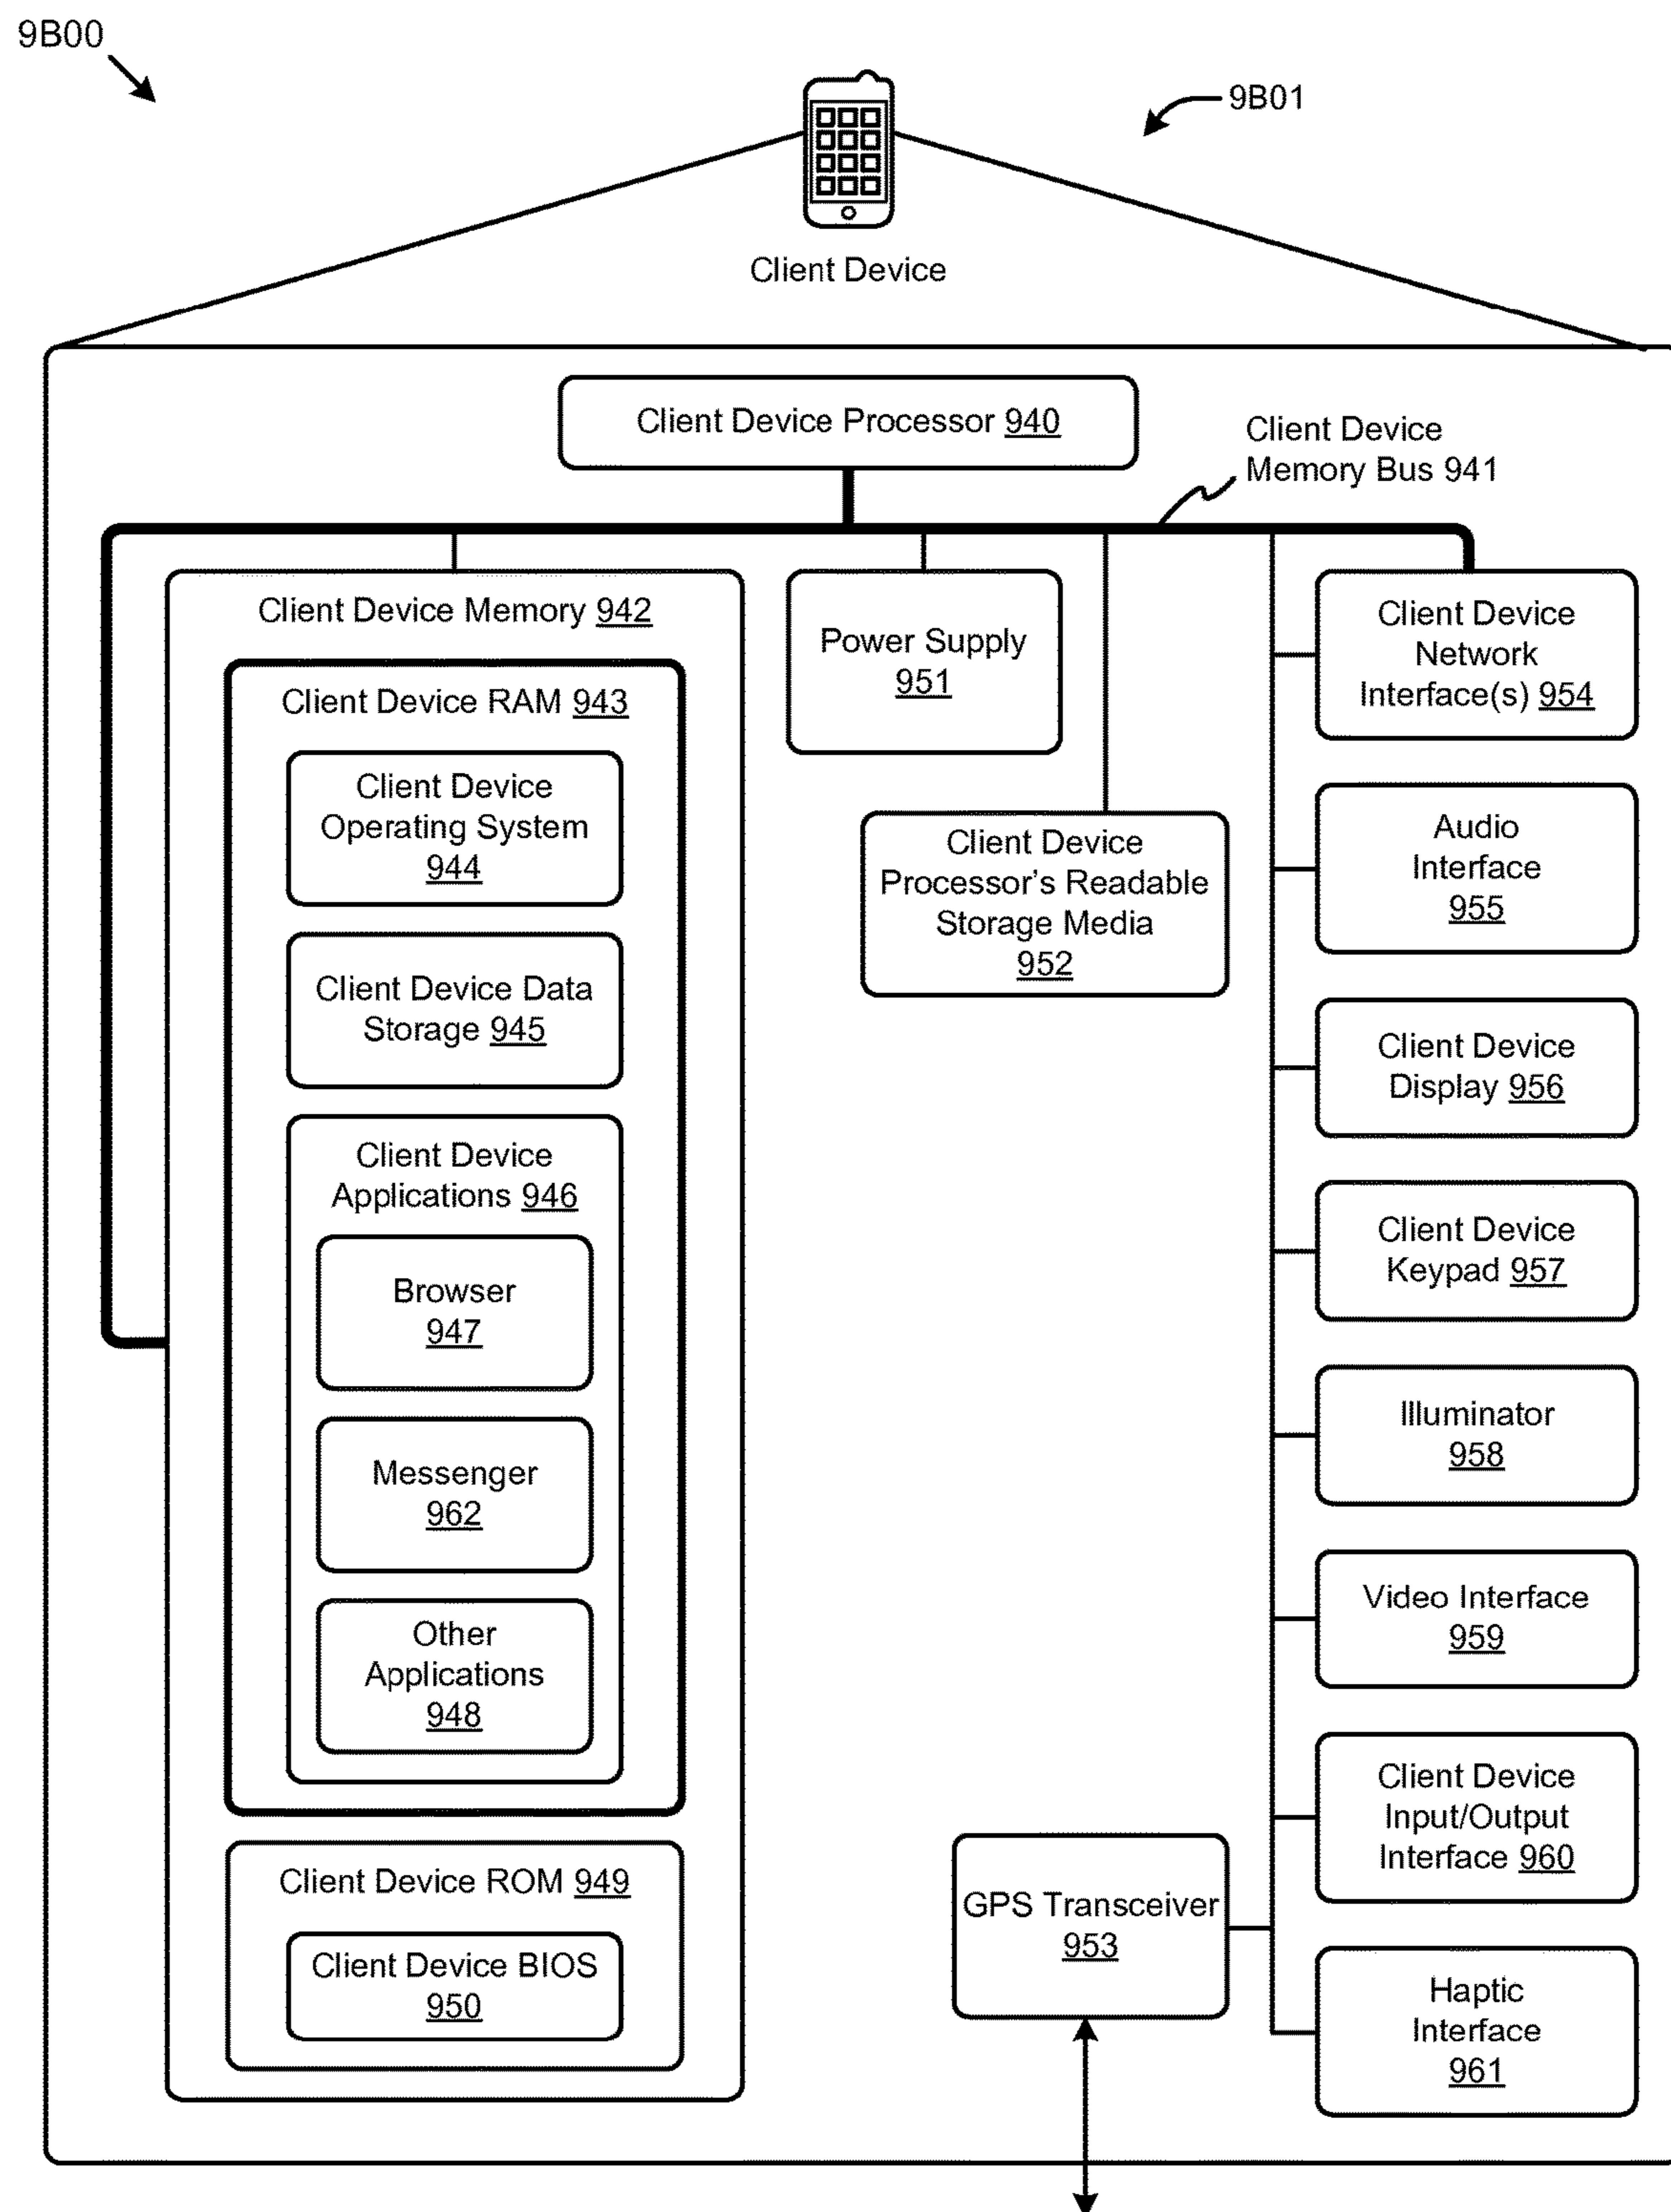 9B00
9B01
Client Device
Client Device Processor 940
Client Device
Memory Bus 941
Client Device Memory 942
Client Device RAM 943
Client Device
Operating System
944
Client Device Data
Storage 945
Client Device
Applications 946
Browser
947
Messenger
962
Other
Applications
948
Client Device ROM 949
Client Device BIOS
950
Power Supply
951
Client Device
Processor's Readable
Storage Media
952
GPS Transceiver
953
Client Device
Network
Interface(s) 954
Audio
Interface
955
Client Device
Display 956
Client Device
Keypad 957
Illuminator
958
Video Interface
959
Client Device
Input/Output
Interface 960
Haptic
Interface
961